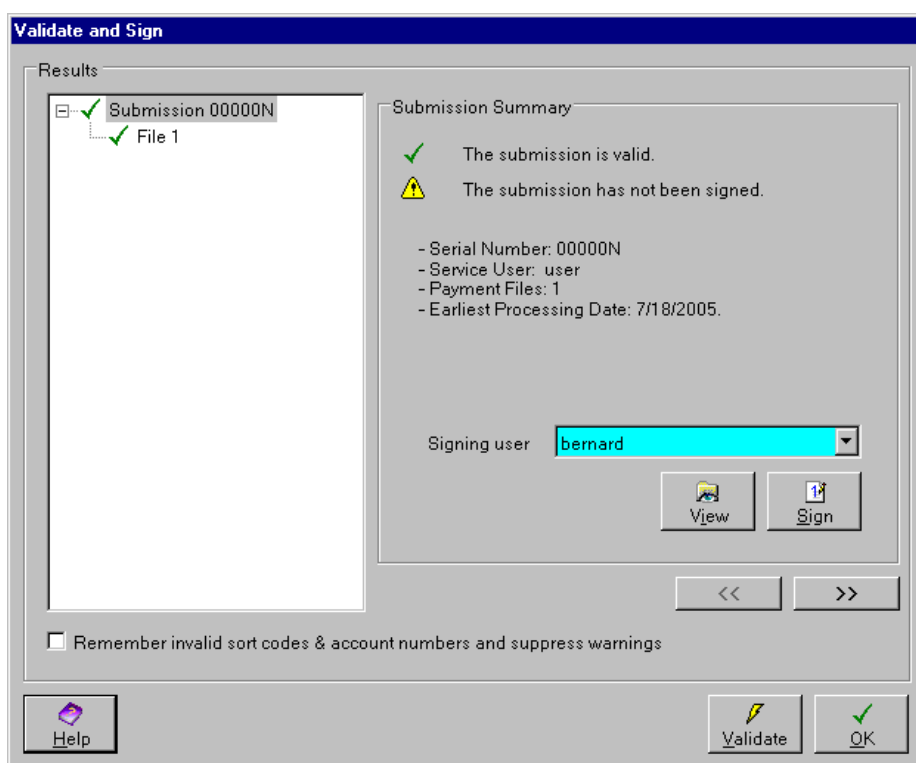 Validate and Sign
Results
Submission 00000N
File 1
Submission Summary
The submission is valid.
The submission has not been signed.
- Serial Number: 00000N
- Service User: user
- Payment Files: 1
- Earliest Processing Date: 7/18/2005.
Signing user bernard
View Sign
<< >>
Remember invalid sort codes & account numbers and suppress warnings
Help Validate OK